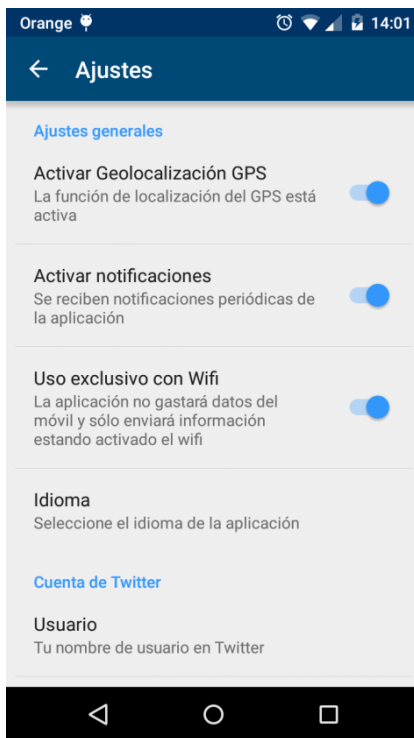 Orange 14:01
Ajustes
Ajustes generales
Activar Geolocalización GPS
La función de localización del GPS está
activa
Activar notificaciones
Se reciben notificaciones periódicas de
la aplicación
Uso exclusivo con Wifi
La aplicación no gastará datos del
móvil y sólo enviará información
estando activado el wifi
Idioma
Seleccione el idioma de la aplicación
Cuenta de Twitter
Usuario
Tu nombre de usuario en Twitter